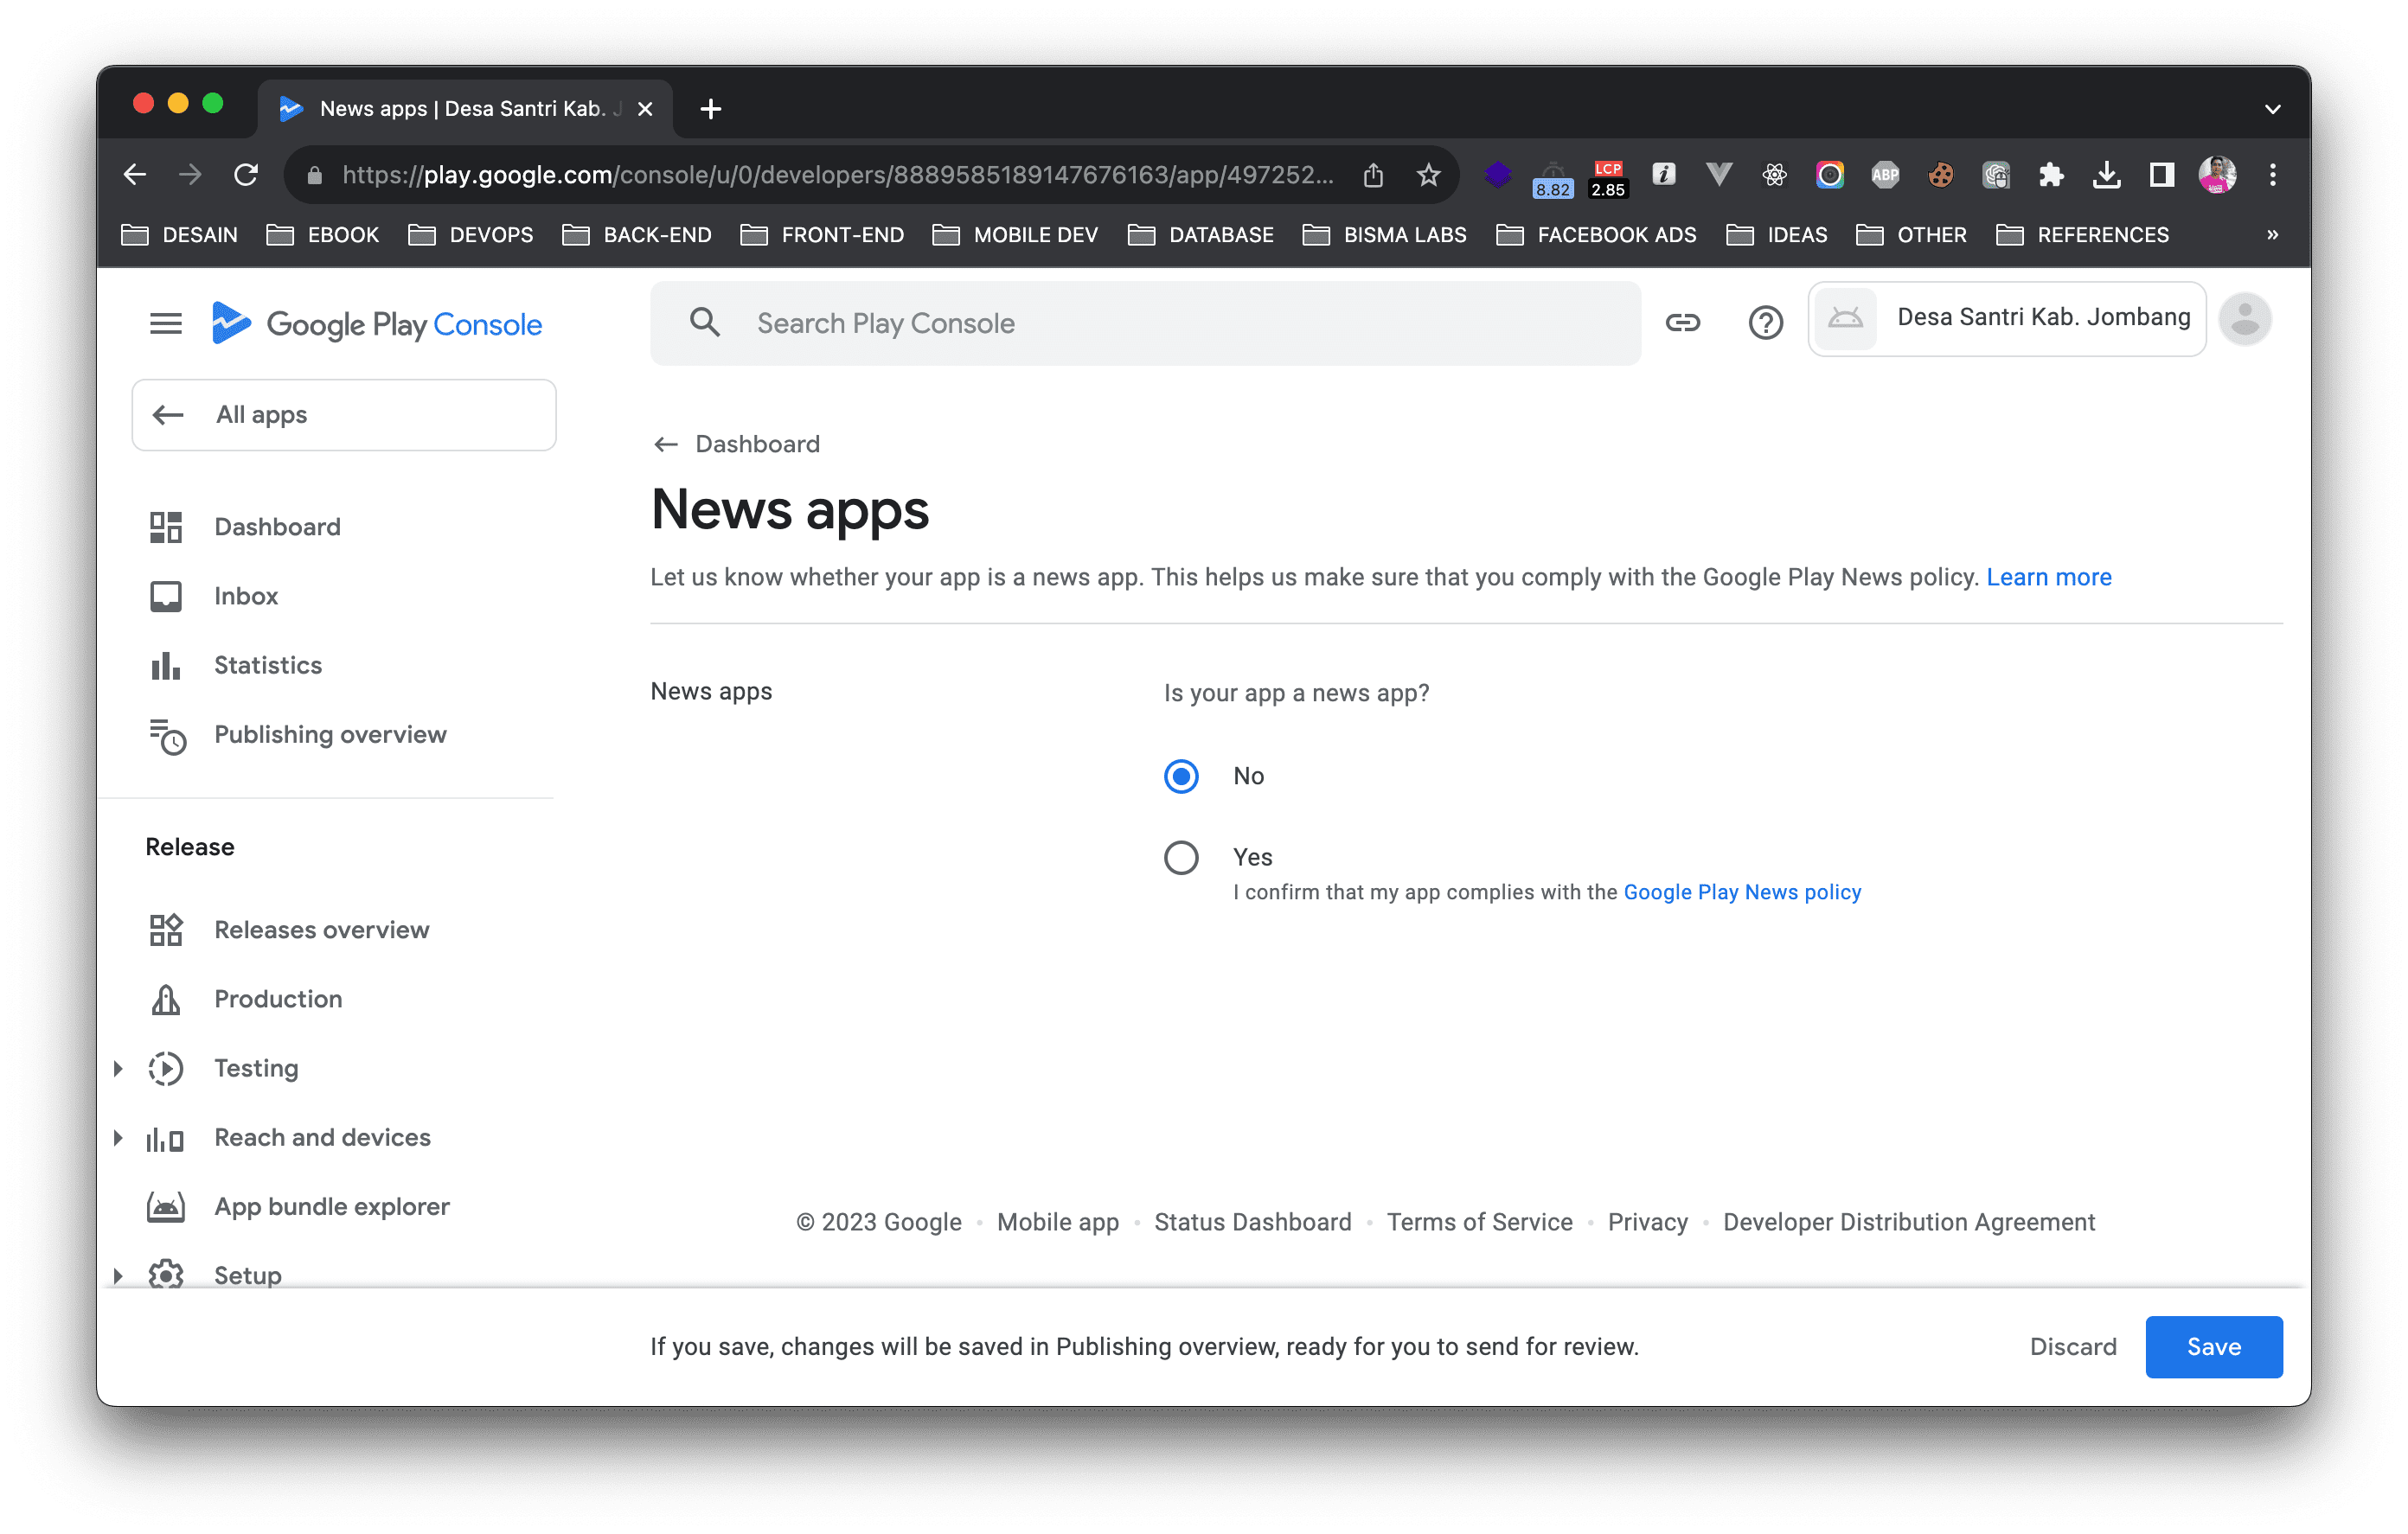 News apps | Desa Santri Kab. J
https://play.google.com/console/u/0/developers/8889585189147676163/app/497252...
8.82
LCP
2.85
ABP
DESAIN
EBOOK
DEVOPS
BACK-END
FRONT-END
MOBILE DEV
DATABASE
BISMA LABS
FACEBOOK ADS
IDEAS
OTHER
REFERENCES
»
Google Play Console
Search Play Console
Desa Santri Kab. Jombang
All apps
Dashboard
Inbox
Statistics
Publishing overview
Release
Releases overview
Production
Testing
Reach and devices
App bundle explorer
Setup
Dashboard
News apps
Let us know whether your app is a news app. This helps us make sure that you comply with the Google Play News policy. Learn more
News apps
Is your app a news app?
No
Yes
I confirm that my app complies with the Google Play News policy
© 2023 Google • Mobile app • Status Dashboard • Terms of Service • Privacy • Developer Distribution Agreement
If you save, changes will be saved in Publishing overview, ready for you to send for review.
Discard
Save